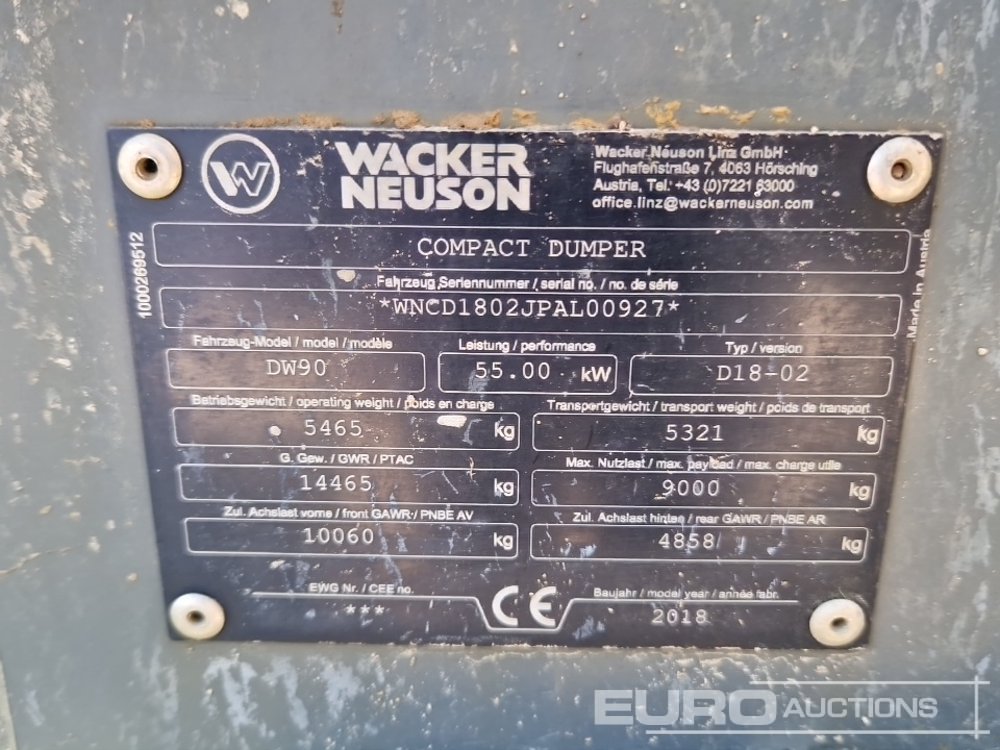 WACKER
NEUSON
Wacker Neuson Linz GmbH
Flughafenstraße 7, 4063 Hörsching
Austria, Tel. +43 (0)7221 63000
office.linz@wackerneuson.com
COMPACT DUMPER
Fahrzeug Seriennummer / serial no. / no. de série
*WNCD1802JPAL00927*
Fahrzeug-Model / model / modèle
Leistung / performance
Typ / version
DW90
55.00 kW
D18-02
Betriebsgewicht / operating weight / poids en charge
Transportgewicht / transport weight / poids de transport
5465 kg
5321 kg
G. Gew. / GWR / PTAC
Max. Nutzlast / max. payload / max. charge utile
14465 kg
9000 kg
Zul. Achslast vorne / front GAWR / PNBE AV
Zul. Achslast hinten / rear GAWR / PNBE AR
10060 kg
4858 kg
EWG Nr. / CEE no.
***
CE
Baujahr / model year / année fabr.
2018
1000269512
Made in Austria
EURO AUCTIONS